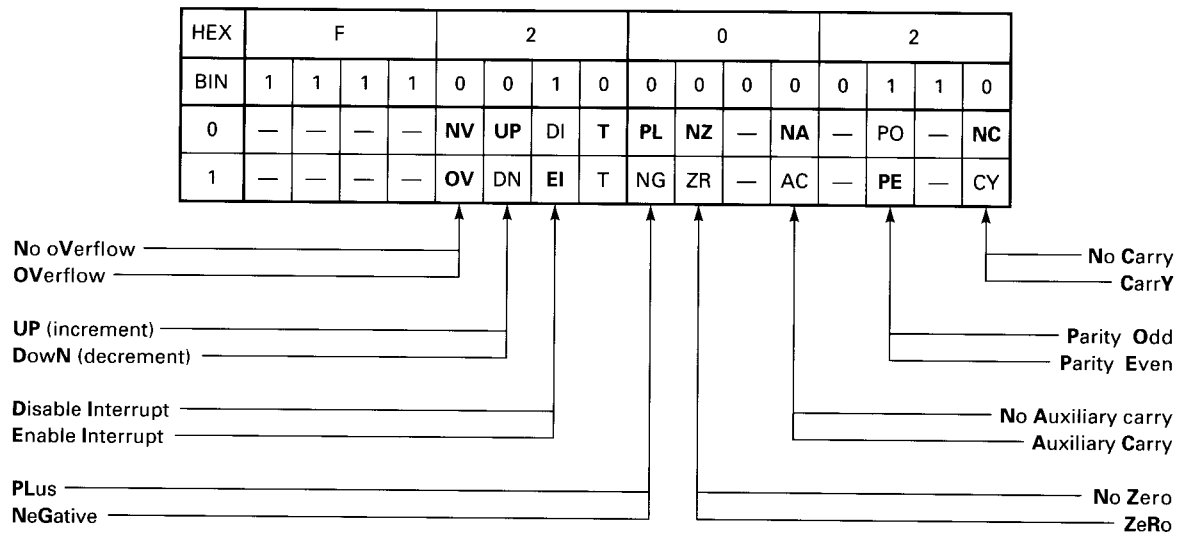 HEX F 2 0 2
BIN 1 1 1 1 0 0 1 0 0 0 0 0 0 1 1 0
0 — — — — NV UP DI T PL NZ — NA — PO — NC
1 — — — — OV DN EI T NG ZR — AC — PE — CY
No oVerflow
OVerflow
UP (increment)
DowN (decrement)
Disable Interrupt
Enable Interrupt
PLus
NeGative
No Carry
CarrY
Parity Odd
Parity Even
No Auxiliary carry
Auxiliary Carry
No Zero
ZeRo